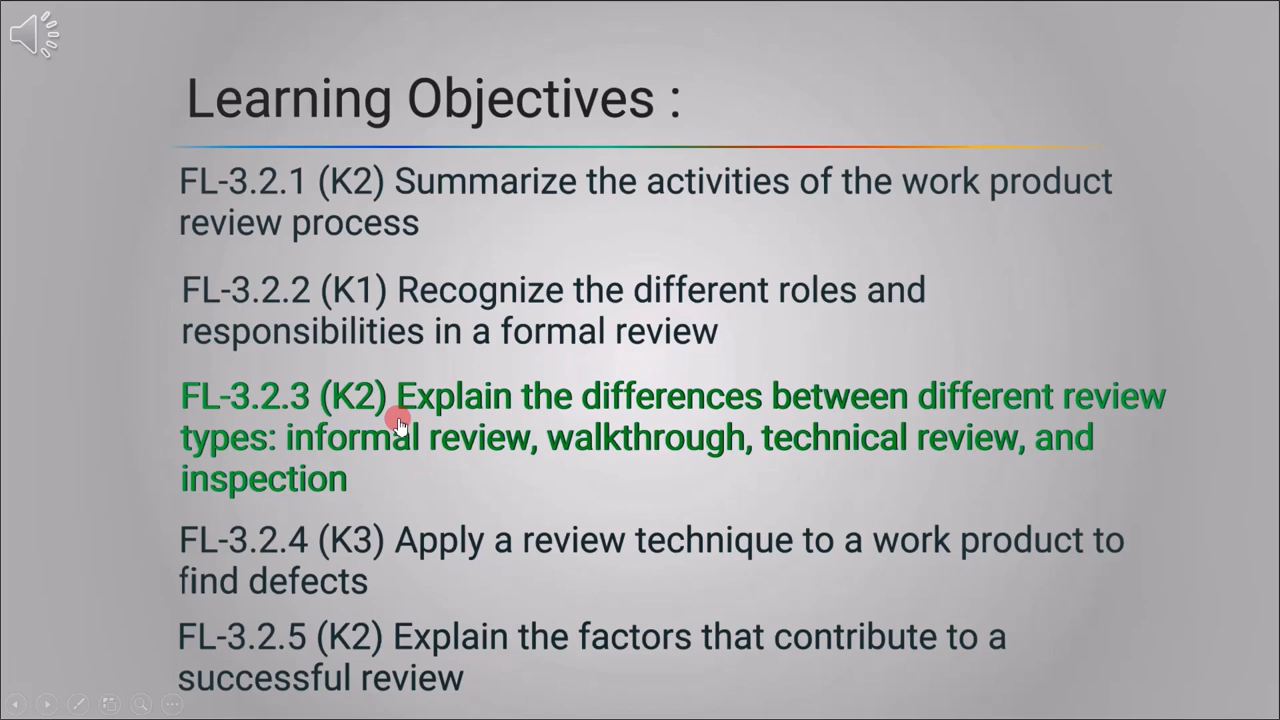 Learning Objectives :
FL-3.2.1 (K2) Summarize the activities of the work product
review process
FL-3.2.2 (K1) Recognize the different roles and
responsibilities in a formal review
FL-3.2.3 (K2) Explain the differences between different review
types: informal review, walkthrough, technical review, and
inspection
FL-3.2.4 (K3) Apply a review technique to a work product to
find defects
FL-3.2.5 (K2) Explain the factors that contribute to a
successful review